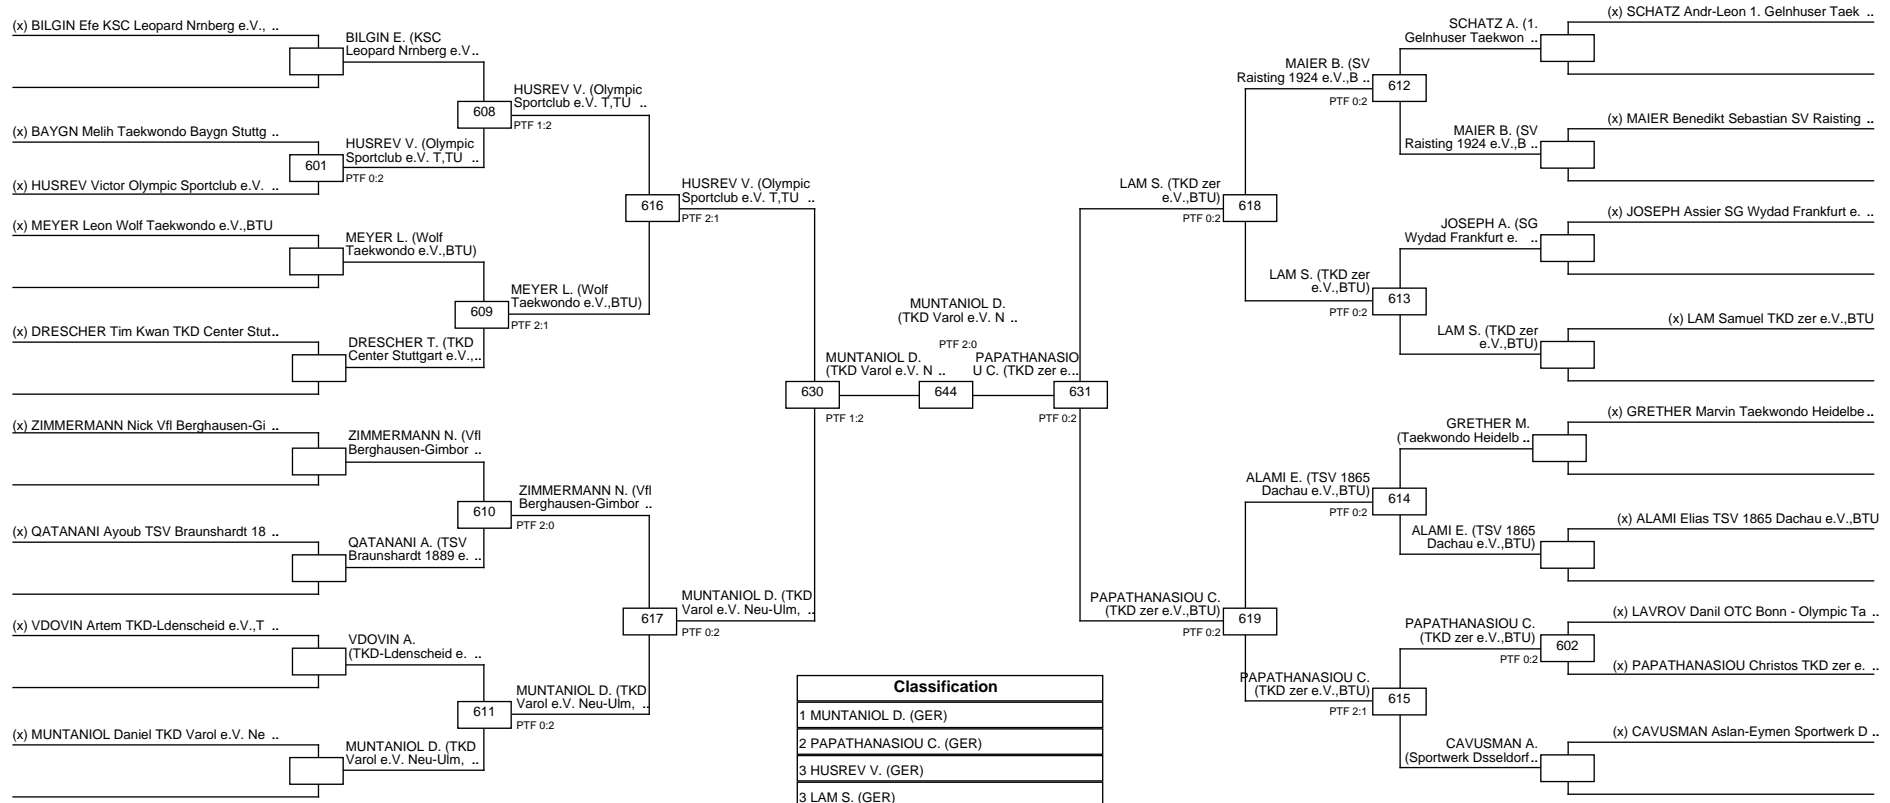 (x) BILGIN Efe KSC Leopard Nrnberg e.V., ..
BILGIN E. (KSC
Leopard Nrnberg e.V..
608
HUSREV V. (Olympic
Sportclub e.V. T,TU ..
PTF 1:2
(x) BAYGN Melih Taekwondo Baygn Stuttg ..
601
HUSREV V. (Olympic
Sportclub e.V. T,TU ..
PTF 0:2
(x) HUSREV Victor Olympic Sportclub e.V. ..
616
HUSREV V. (Olympic
Sportclub e.V. T,TU ..
PTF 2:1
(x) MEYER Leon Wolf Taekwondo e.V.,BTU
MEYER L. (Wolf
Taekwondo e.V.,BTU)
609
MEYER L. (Wolf
Taekwondo e.V.,BTU)
PTF 2:1
(x) DRESCHER Tim Kwan TKD Center Stut..
DRESCHER T. (TKD
Center Stuttgart e.V.,..
630
MUNTANIOL D.
(TKD Varol e.V. N ..
PTF 1:2
(x) ZIMMERMANN Nick Vfl Berghausen-Gi ..
ZIMMERMANN N. (Vfl
Berghausen-Gimbor ..
610
ZIMMERMANN N. (Vfl
Berghausen-Gimbor ..
PTF 2:0
(x) QATANANI Ayoub TSV Braunshardt 18 ..
QATANANI A. (TSV
Braunshardt 1889 e. ..
617
MUNTANIOL D. (TKD
Varol e.V. Neu-Ulm, ..
PTF 0:2
(x) VDOVIN Artem TKD-Ldenscheid e.V.,T ..
VDOVIN A.
(TKD-Ldenscheid e. ..
611
MUNTANIOL D. (TKD
Varol e.V. Neu-Ulm, ..
PTF 0:2
(x) MUNTANIOL Daniel TKD Varol e.V. Ne ..
MUNTANIOL D. (TKD
Varol e.V. Neu-Ulm, ..
MUNTANIOL D.
(TKD Varol e.V. N ..
PTF 2:0
644
PAPATHANASIO
U C. (TKD zer e...
631
PTF 0:2
(x) SCHATZ Andr-Leon 1. Gelnhuser Taek ..
SCHATZ A. (1.
Gelnhuser Taekwon ..
MAIER B. (SV
Raisting 1924 e.V.,B ..
612
PTF 0:2
MAIER B. (SV
Raisting 1924 e.V.,B ..
(x) MAIER Benedikt Sebastian SV Raisting ..
LAM S. (TKD zer
e.V.,BTU)
618
PTF 0:2
(x) JOSEPH Assier SG Wydad Frankfurt e. ..
JOSEPH A. (SG
Wydad Frankfurt e. ..
LAM S. (TKD zer
e.V.,BTU)
613
PTF 0:2
(x) LAM Samuel TKD zer e.V.,BTU
LAM S. (TKD zer
e.V.,BTU)
(x) GRETHER Marvin Taekwondo Heidelbe..
GRETHER M.
(Taekwondo Heidelb ..
ALAMI E. (TSV 1865
Dachau e.V.,BTU)
614
PTF 0:2
(x) ALAMI Elias TSV 1865 Dachau e.V.,BTU
ALAMI E. (TSV 1865
Dachau e.V.,BTU)
PAPATHANASIOU C.
(TKD zer e.V.,BTU)
619
PTF 0:2
(x) LAVROV Danil OTC Bonn - Olympic Ta ..
PAPATHANASIOU C.
(TKD zer e.V.,BTU)
602
PTF 0:2
(x) PAPATHANASIOU Christos TKD zer e. ..
PAPATHANASIOU C.
(TKD zer e.V.,BTU)
615
PTF 2:1
CAVUSMAN A.
(Sportwerk Dsseldorf..
(x) CAVUSMAN Aslan-Eymen Sportwerk D ..
Classification
1 MUNTANIOL D. (GER)
2 PAPATHANASIOU C. (GER)
3 HUSREV V. (GER)
3 LAM S. (GER)